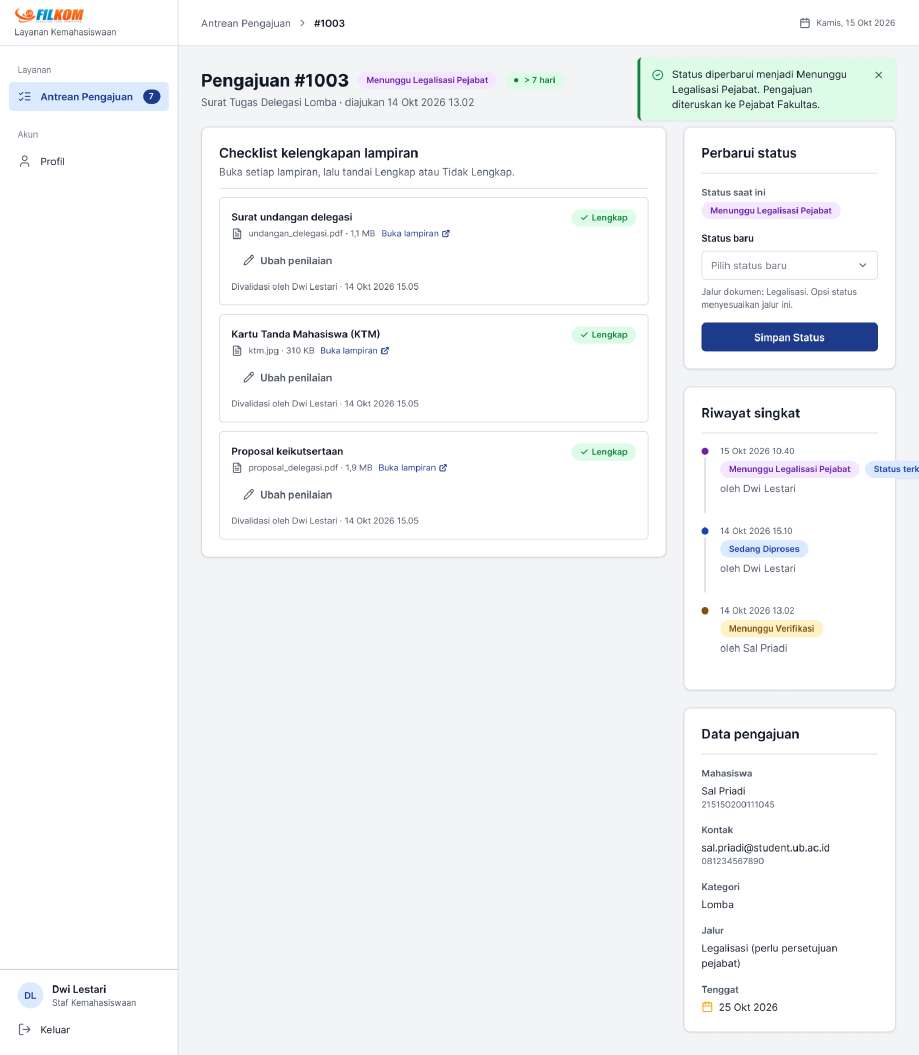 FILKOM
Layanan Kemahasiswaan
Layanan
Antrean Pengajuan 7
Akun
Profil
Antrean Pengajuan > #1003
Kamis, 15 Okt 2026
Pengajuan #1003 Menunggu Legalisasi Pejabat > 7 hari
Surat Tugas Delegasi Lomba · diajukan 14 Okt 2026 13.02
Status diperbarui menjadi Menunggu
Legalisasi Pejabat. Pengajuan
diteruskan ke Pejabat Fakultas.
Checklist kelengkapan lampiran
Buka setiap lampiran, lalu tandai Lengkap atau Tidak Lengkap.
Surat undangan delegasi
Lengkap
undangan_delegasi.pdf · 1,1 MB Buka lampiran
Ubah penilaian
Divalidasi oleh Dwi Lestari · 14 Okt 2026 15.05
Kartu Tanda Mahasiswa (KTM)
Lengkap
ktm.jpg · 310 KB Buka lampiran
Ubah penilaian
Divalidasi oleh Dwi Lestari · 14 Okt 2026 15.05
Proposal keikutsertaan
Lengkap
proposal_delegasi.pdf · 1,9 MB Buka lampiran
Ubah penilaian
Divalidasi oleh Dwi Lestari · 14 Okt 2026 15.05
Perbarui status
Status saat ini
Menunggu Legalisasi Pejabat
Status baru
Pilih status baru
Jalur dokumen: Legalisasi. Opsi status
menyesuaikan jalur ini.
Simpan Status
Riwayat singkat
15 Okt 2026 10.40
Menunggu Legalisasi Pejabat Status terk
oleh Dwi Lestari
14 Okt 2026 15.10
Sedang Diproses
oleh Dwi Lestari
14 Okt 2026 13.02
Menunggu Verifikasi
oleh Sal Priadi
Data pengajuan
Mahasiswa
Sal Priadi
215150200111045
Kontak
sal.priadi@student.ub.ac.id
081234567890
Kategori
Lomba
Jalur
Legalisasi (perlu persetujuan
pejabat)
Tenggat
25 Okt 2026
DL
Dwi Lestari
Staf Kemahasiswaan
Keluar